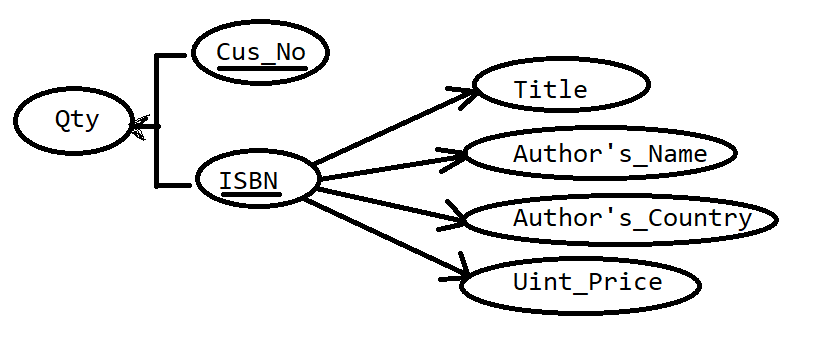 Cus_No
Title
Qty
Author's_Name
ISBN
Author's_Country
Uint_Price